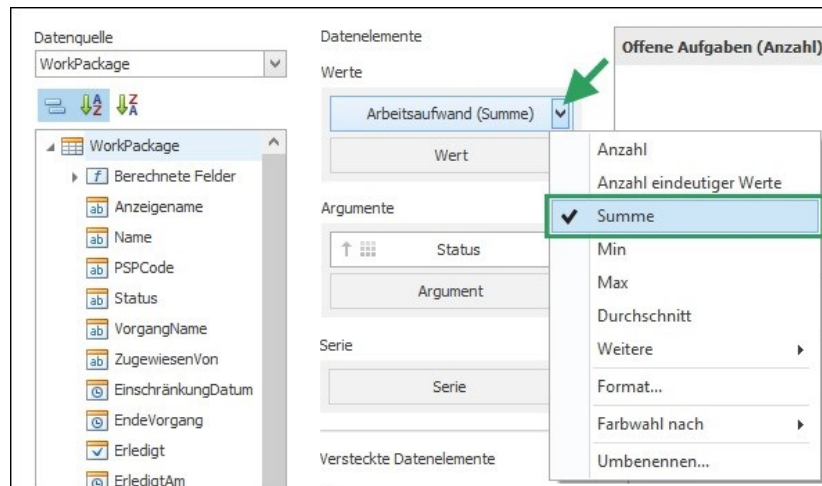 Datenquelle
WorkPackage
WorkPackage
Berechnete Felder
Anzeigename
Name
PSPCode
Status
VorgangName
ZugewiesenVon
EinschränkungDatum
EndeVorgang
Erledigt
ErledigtAm
Datenelemente
Werte
Arbeitsaufwand (Summe)
Wert
Argumente
Status
Argument
Serie
Serie
Versteckte Datenelemente
Offene Aufgaben (Anzahl)
Anzahl
Anzahl eindeutiger Werte
Summe
Min
Max
Durchschnitt
Weitere
Format...
Farbwahl nach
Umbenennen...